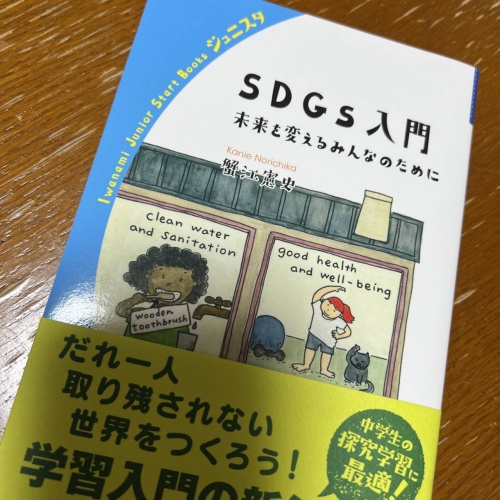 Iwanami Junior Start Books ジュニスタ
SDGs入門
未来を変えるみんなのために
Kanie Norichika
蟹江憲史
clean water
and sanitation
good health
and well-being
wooden
toothbrush
だれ一人
取り残されない
世界をつくろう!
学習入門の新
中学生の
探究学習に
最適!